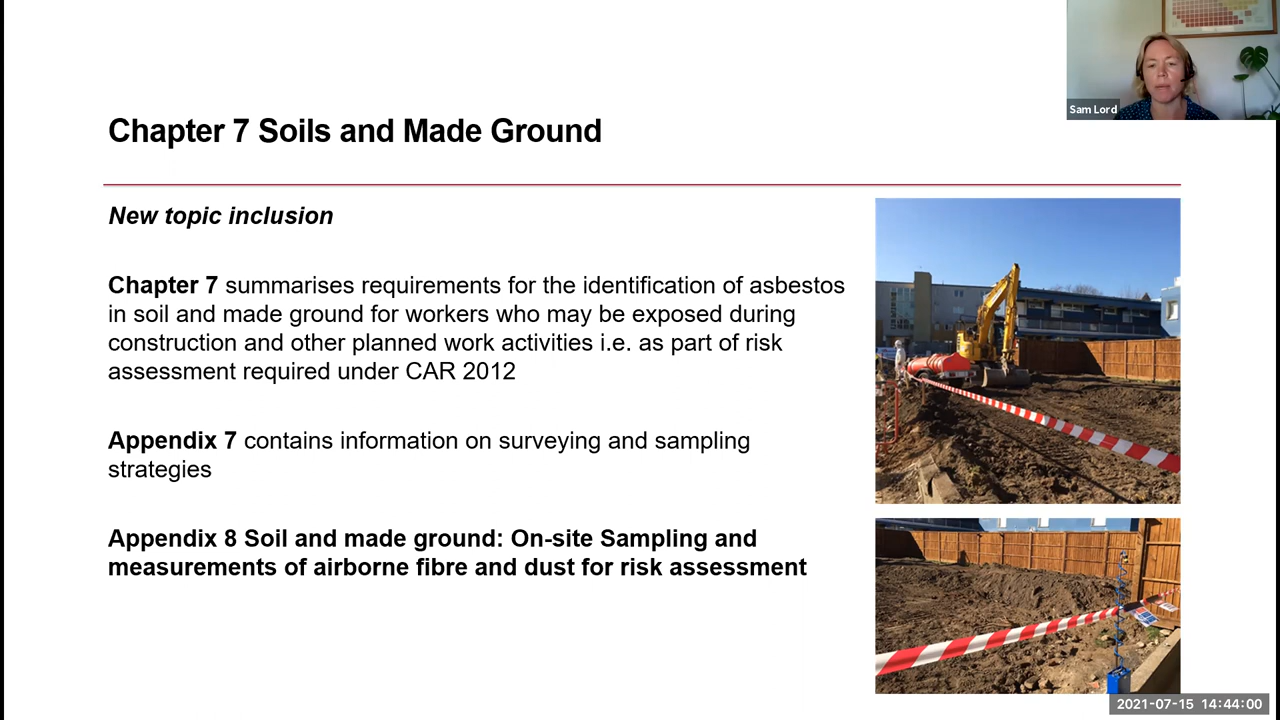 Sam Lord
Chapter 7 Soils and Made Ground
New topic inclusion
Chapter 7 summarises requirements for the identification of asbestos
in soil and made ground for workers who may be exposed during
construction and other planned work activities i.e. as part of risk
assessment required under CAR 2012
Appendix 7 contains information on surveying and sampling
strategies
Appendix 8 Soil and made ground: On-site Sampling and
measurements of airborne fibre and dust for risk assessment
2021-07-15 14:44:00